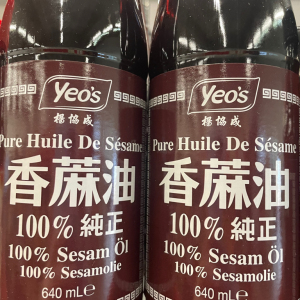 Yeo's
楊協成
Pure Huile De Sésame
香蔴油
100% 純正
100% Sesam Öl
100% Sesamolie
640 mL℮
Yeo's
楊協成
Pure Huile De Sésame
香蔴油
100% 純正
100% Sesam Öl
100% Sesamolie
640 mL℮